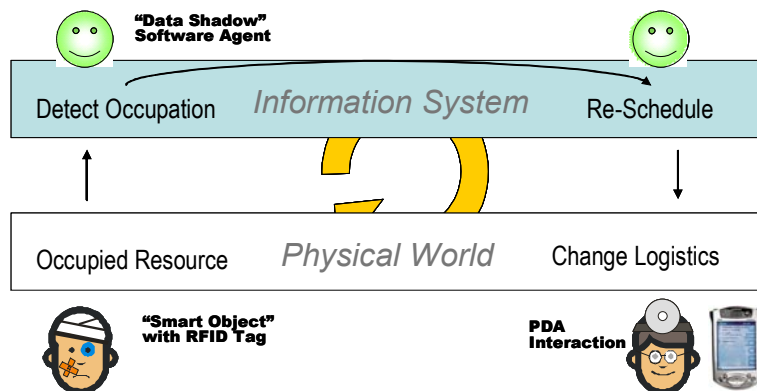 “Data Shadow”
Software Agent
Detect Occupation
Information System
Re-Schedule
Occupied Resource
Physical World
Change Logistics
“Smart Object”
with RFID Tag
PDA
Interaction